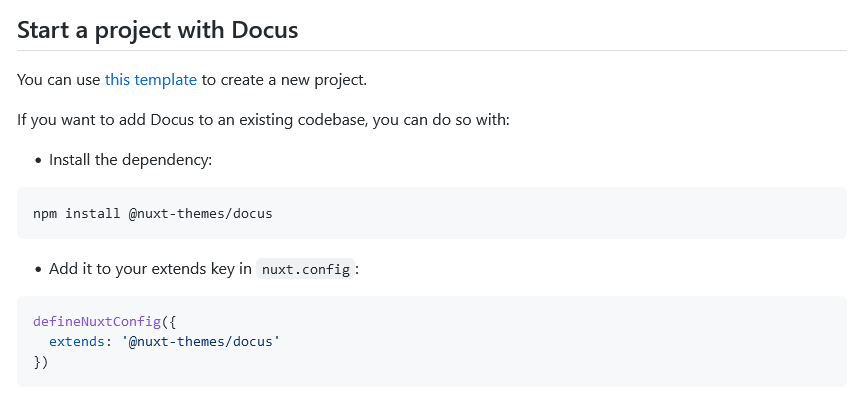 Start a project with Docus
You can use this template to create a new project.
If you want to add Docus to an existing codebase, you can do so with:
• Install the dependency:
npm install @nuxt-themes/docus
• Add it to your extends key in nuxt.config:
defineNuxtConfig({
  extends: '@nuxt-themes/docus'
})